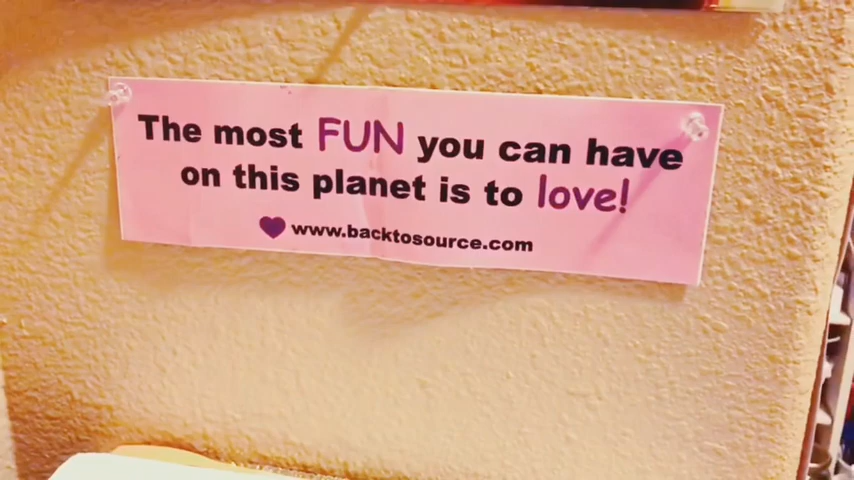 The most FUN you can have
on this planet is to love!
www.backtosource.com